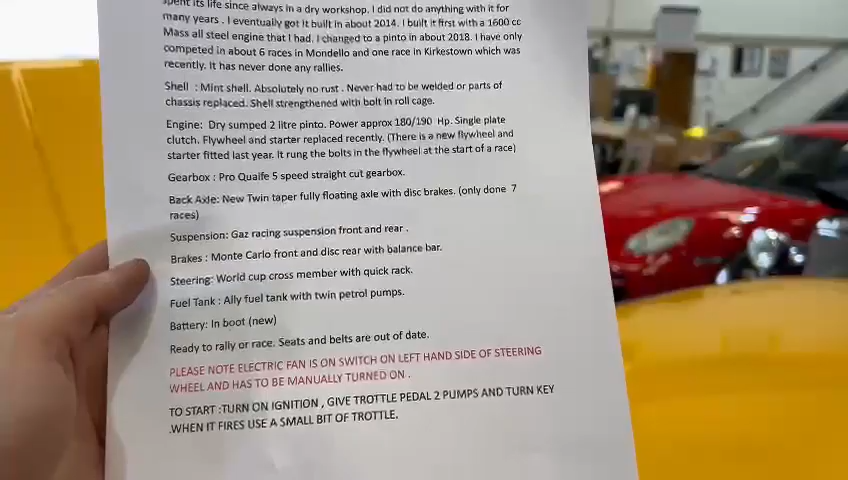 spent its life since always in a dry workshop. I did not do anything with it for
many years . I eventually got it built in about 2014. I built it first with a 1600 cc
Mass all steel engine that I had. I changed to a pinto in about 2018. I have only
competed in about 6 races in Mondello and one race in Kirkestown which was
recently. It has never done any rallies.
Shell : Mint shell. Absolutely no rust . Never had to be welded or parts of
chassis replaced. Shell strengthened with bolt in roll cage.
Engine: Dry sumped 2 litre pinto. Power approx 180/190 Hp. Single plate
clutch. Flywheel and starter replaced recently. (There is a new flywheel and
starter fitted last year. It rung the bolts in the flywheel at the start of a race)
Gearbox : Pro Quaife 5 speed straight cut gearbox.
Back Axle: New Twin taper fully floating axle with disc brakes. (only done 7
races)
Suspension: Gaz racing suspension front and rear .
Brakes : Monte Carlo front and disc rear with balance bar.
Steering: World cup cross member with quick rack.
Fuel Tank : Ally fuel tank with twin petrol pumps.
Battery: In boot (new)
Ready to rally or race. Seats and belts are out of date.
PLEASE NOTE ELECTRIC FAN IS ON SWITCH ON LEFT HAND SIDE OF STEERING
WHEEL AND HAS TO BE MANUALLY TURNED ON .
TO START :TURN ON IGNITION , GIVE TROTTLE PEDAL 2 PUMPS AND TURN KEY
.WHEN IT FIRES USE A SMALL BIT OF TROTTLE.